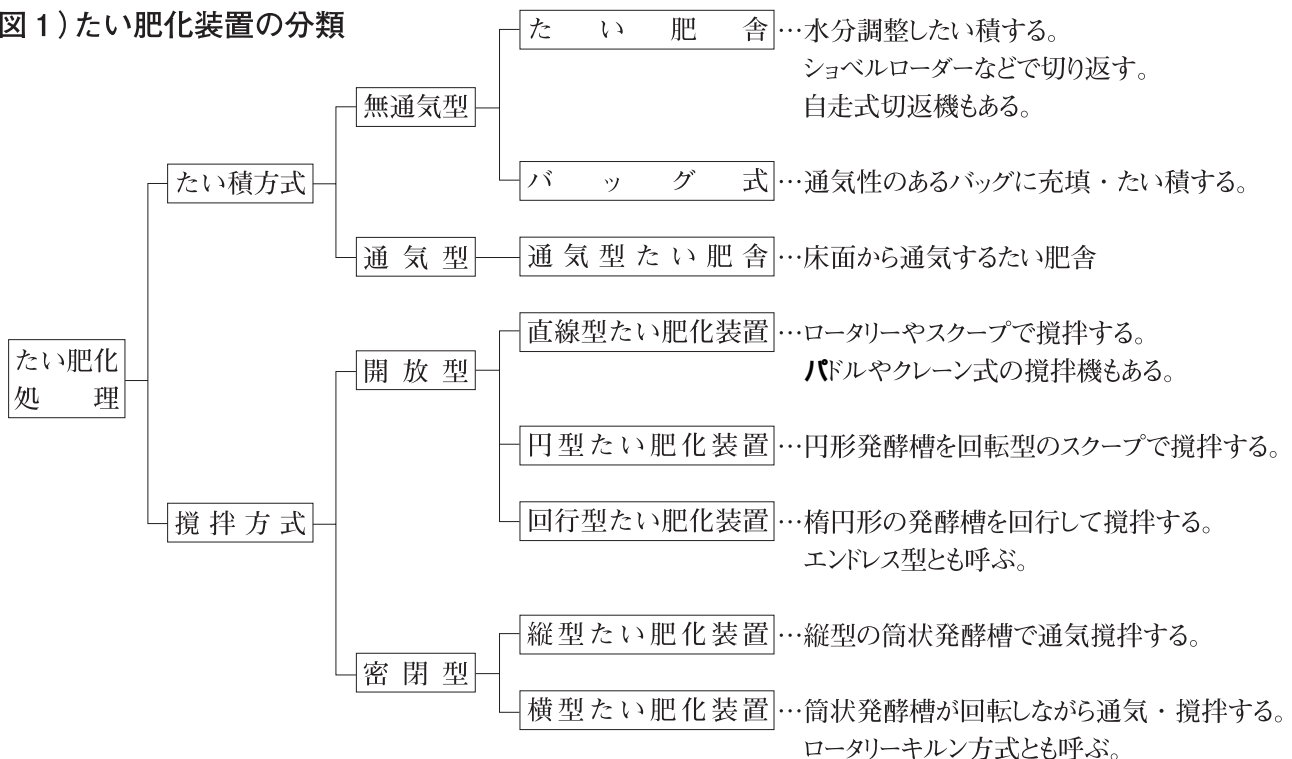 図1)たい肥化装置の分類
たい肥舎…水分調整したい積する。
ショベルローダーなどで切り返す。
無通気型
自走式切返機もある。
たい積方式
バッグ式…通気性のあるバッグに充填・たい積する。
通気型
通気型たい肥舎…床面から通気するたい肥舎
たい肥化
処理
直線型たい肥化装置…ロータリーやスクープで撹拌する。
開放型
パドルやクレーン式の撹拌機もある。
円型たい肥化装置…円形発酵槽を回転型のスクープで撹拌する。
撹拌方式
回行型たい肥化装置…楕円形の発酵槽を回行して撹拌する。
エンドレス型とも呼ぶ。
縦型たい肥化装置…縦型の筒状発酵槽で通気撹拌する。
密閉型
横型たい肥化装置…筒状発酵槽が回転しながら通気・撹拌する。
ロータリーキルン方式とも呼ぶ。